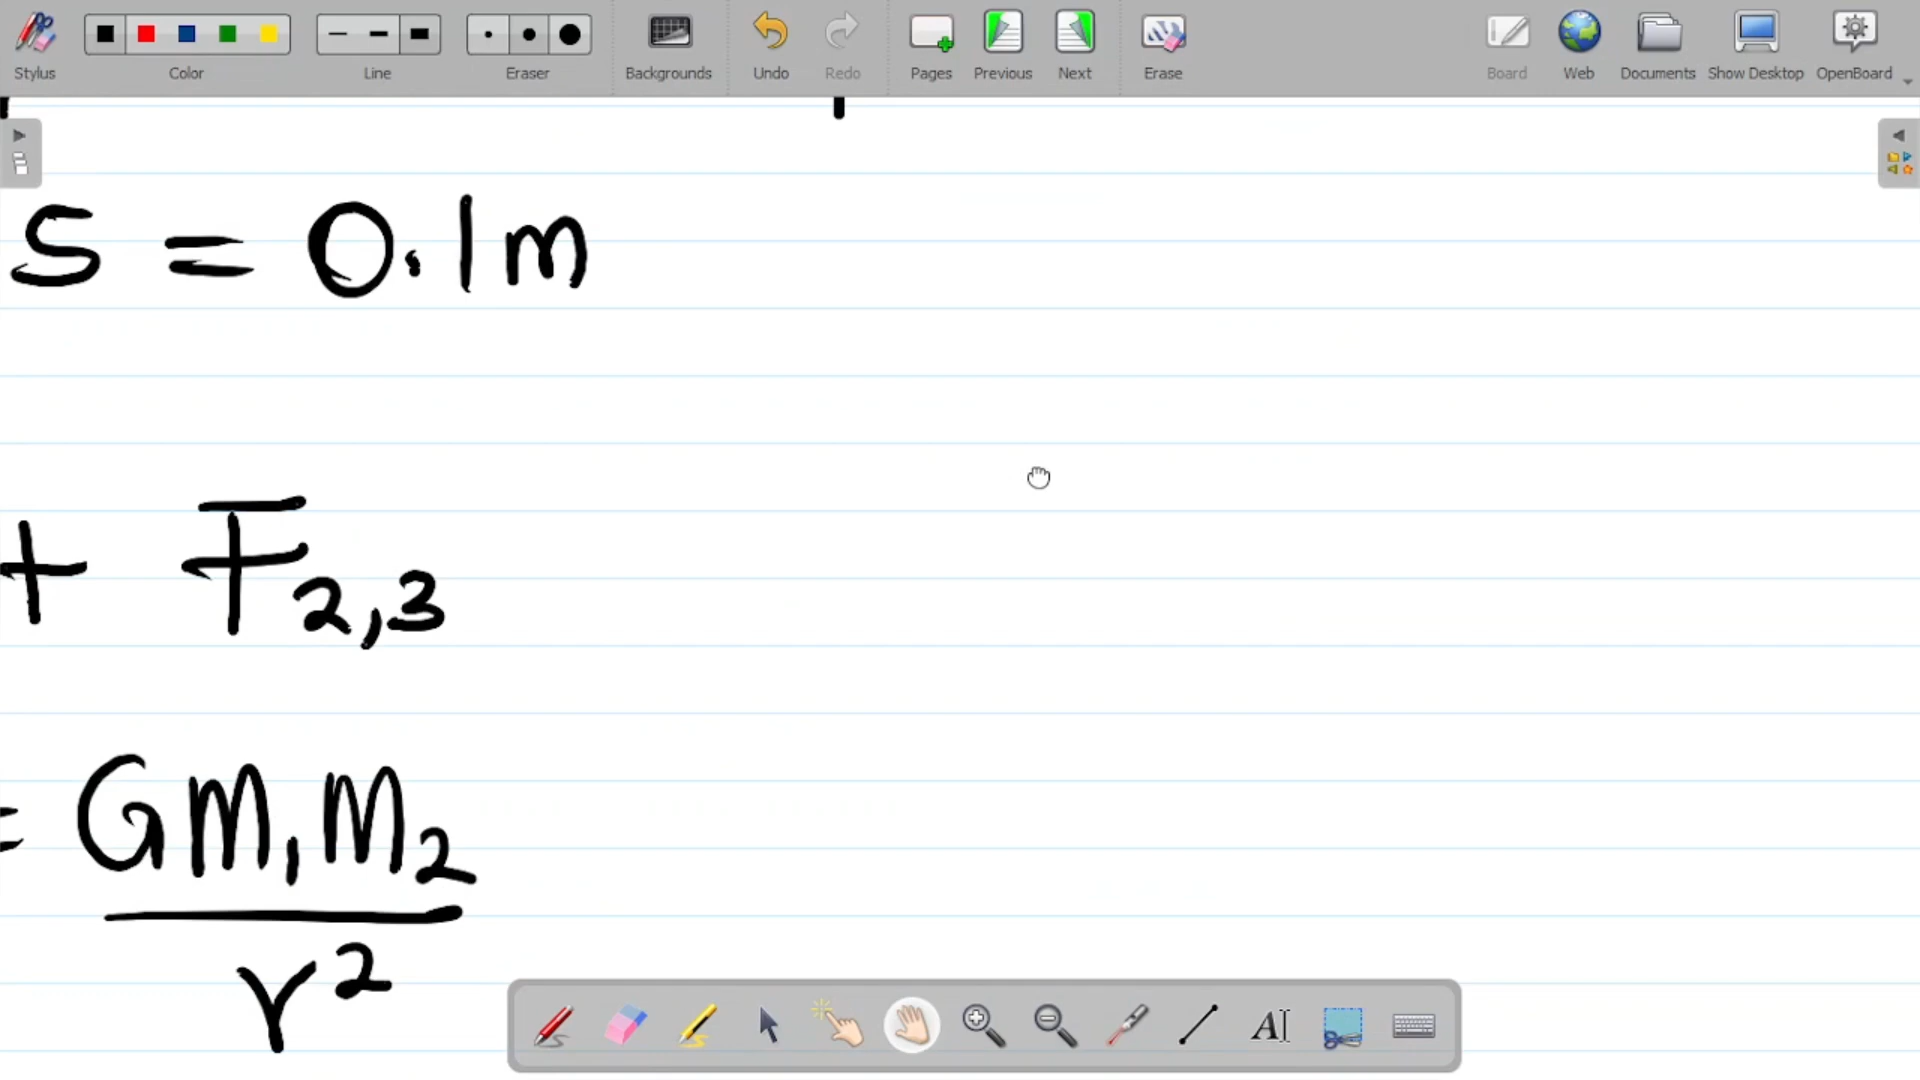 Stylus Color Line Eraser Backgrounds Undo Redo Pages Previous Next Erase Board Web Documents Show Desktop OpenBoard
S = 0.1m
+ F̅₂,₃
= GM₁M₂
r²